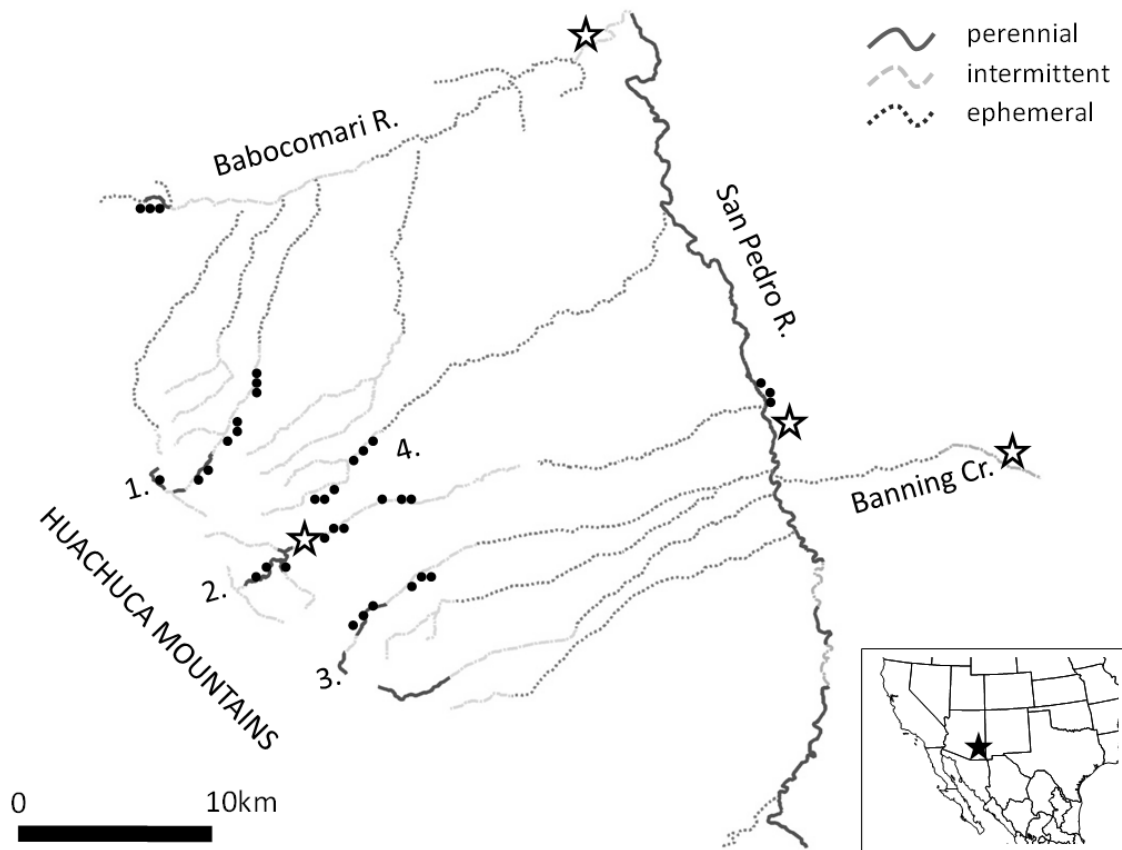 perennial
intermittent
ephemeral
Babocomari R.
San Pedro R.
4.
1.
Banning Cr.
2.
HUACHUCA MOUNTAINS
3.
0
10km